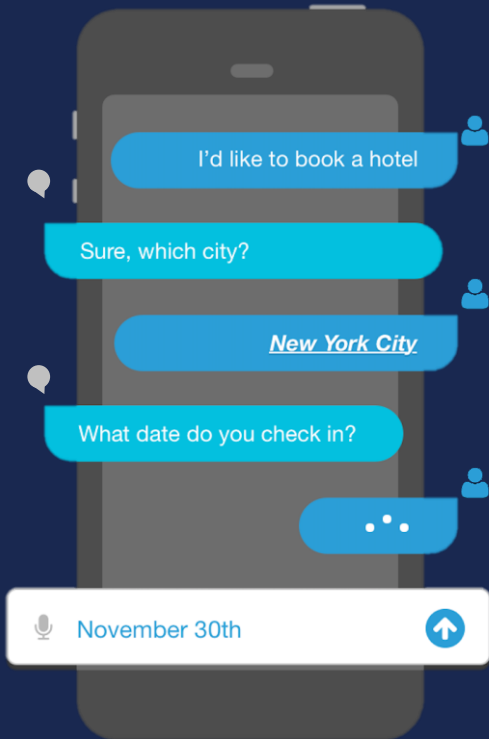 I'd like to book a hotel
Sure, which city?
New York City
What date do you check in?
November 30th